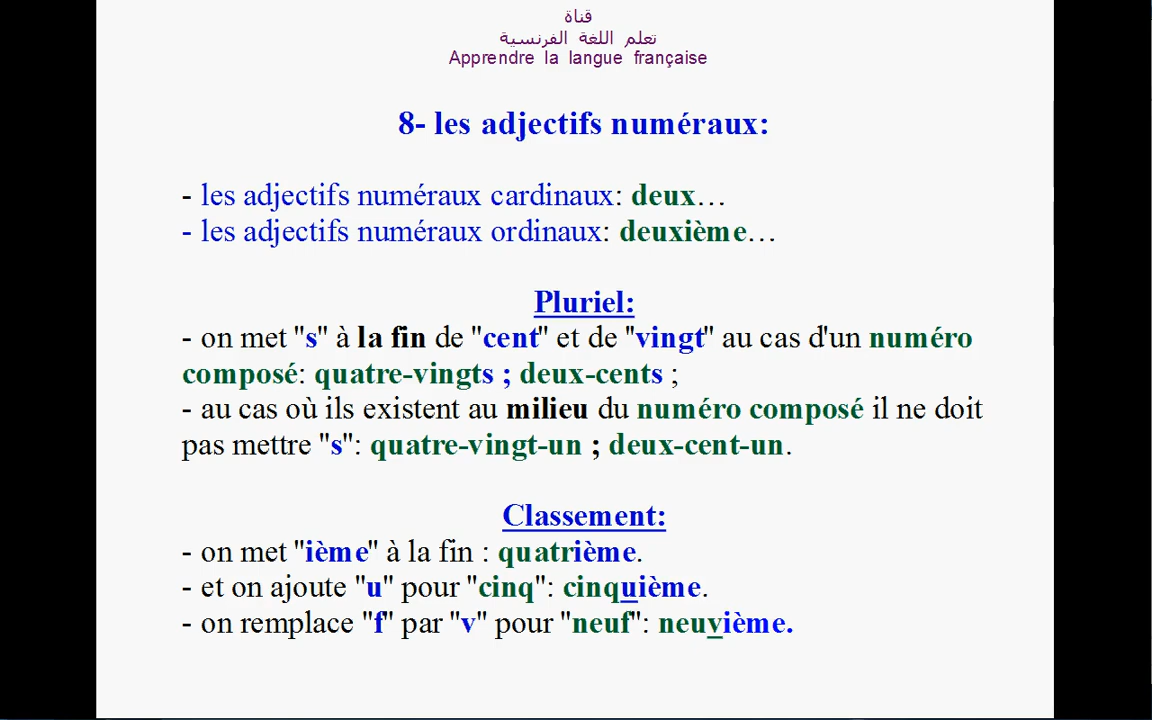 قناة
تعلم اللغة الفرنسية
Apprendre la langue française
8- les adjectifs numéraux:
- les adjectifs numéraux cardinaux: deux…
- les adjectifs numéraux ordinaux: deuxième…
Pluriel:
- on met "s" à la fin de "cent" et de "vingt" au cas d'un numéro
composé: quatre-vingts ; deux-cents ;
- au cas où ils existent au milieu du numéro composé il ne doit
pas mettre "s": quatre-vingt-un ; deux-cent-un.
Classement:
- on met "ième" à la fin : quatrième.
- et on ajoute "u" pour "cinq": cinquième.
- on remplace "f" par "v" pour "neuf": neuvième.